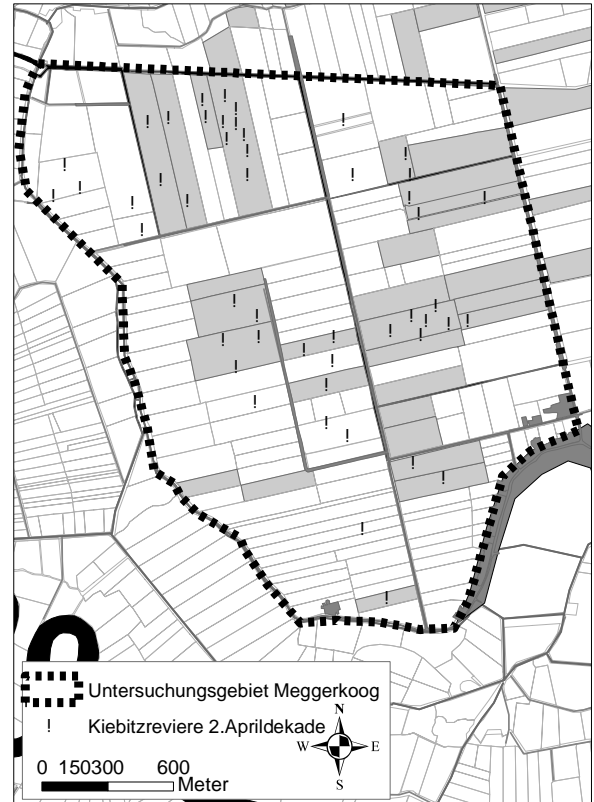 Untersuchungsgebiet Meggerkoog
! Kiebitzreviere 2.Aprildekade
N
W E
S
0 150300 600
Meter